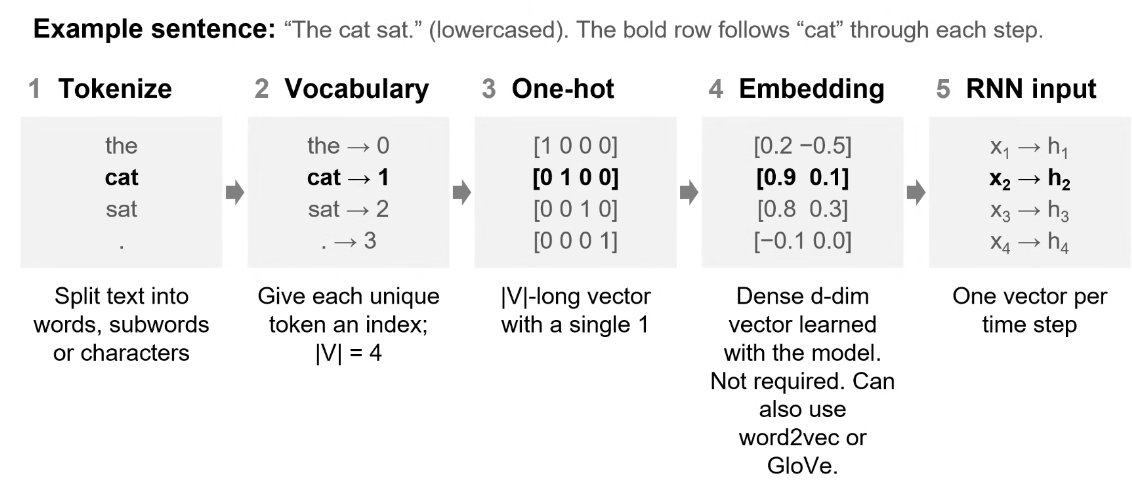 Example sentence: “The cat sat.” (lowercased). The bold row follows “cat” through each step.
1 Tokenize
the
cat
sat
.
Split text into
words, subwords
or characters
2 Vocabulary
the → 0
cat → 1
sat → 2
. → 3
Give each unique
token an index;
|V| = 4
3 One-hot
[1 0 0 0]
[0 1 0 0]
[0 0 1 0]
[0 0 0 1]
|V|-long vector
with a single 1
4 Embedding
[0.2 −0.5]
[0.9 0.1]
[0.8 0.3]
[−0.1 0.0]
Dense d-dim
vector learned
with the model.
Not required. Can
also use
word2vec or
GloVe.
5 RNN input
x₁ → h₁
x₂ → h₂
x₃ → h₃
x₄ → h₄
One vector per
time step